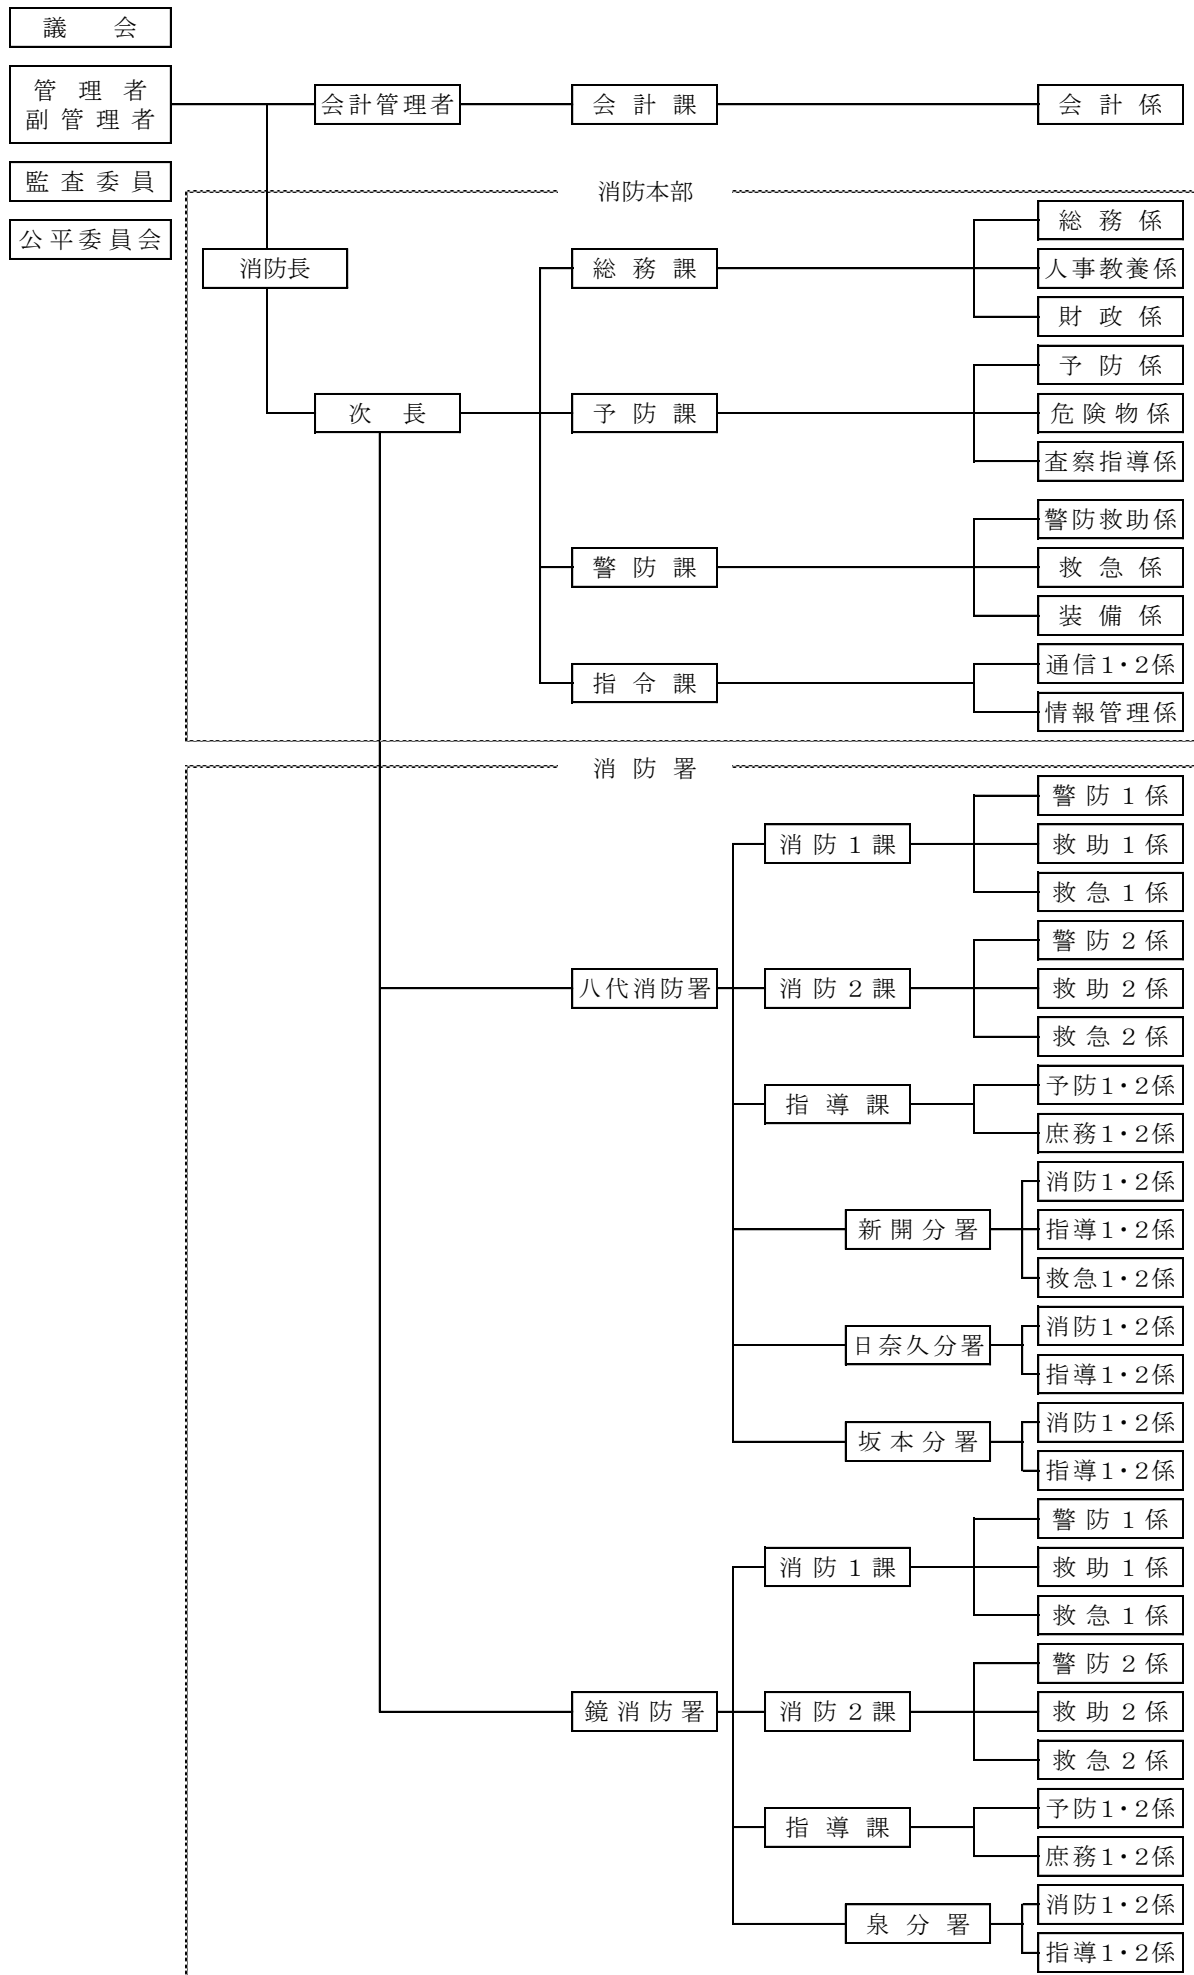 議会
管理者
副管理者
会計管理者
会計課
会計係
監査委員
公平委員会
消防本部
消防長
総務課
総務係
人事教養係
財政係
次長
予防課
予防係
危険物係
査察指導係
警防課
警防救助係
救急係
装備係
指令課
通信1・2係
情報管理係
消防署
八代消防署
消防1課
警防1係
救助1係
救急1係
消防2課
警防2係
救助2係
救急2係
指導課
予防1・2係
庶務1・2係
新開分署
消防1・2係
指導1・2係
救急1・2係
日奈久分署
消防1・2係
指導1・2係
坂本分署
消防1・2係
指導1・2係
鏡消防署
消防1課
警防1係
救助1係
救急1係
消防2課
警防2係
救助2係
救急2係
指導課
予防1・2係
庶務1・2係
泉分署
消防1・2係
指導1・2係